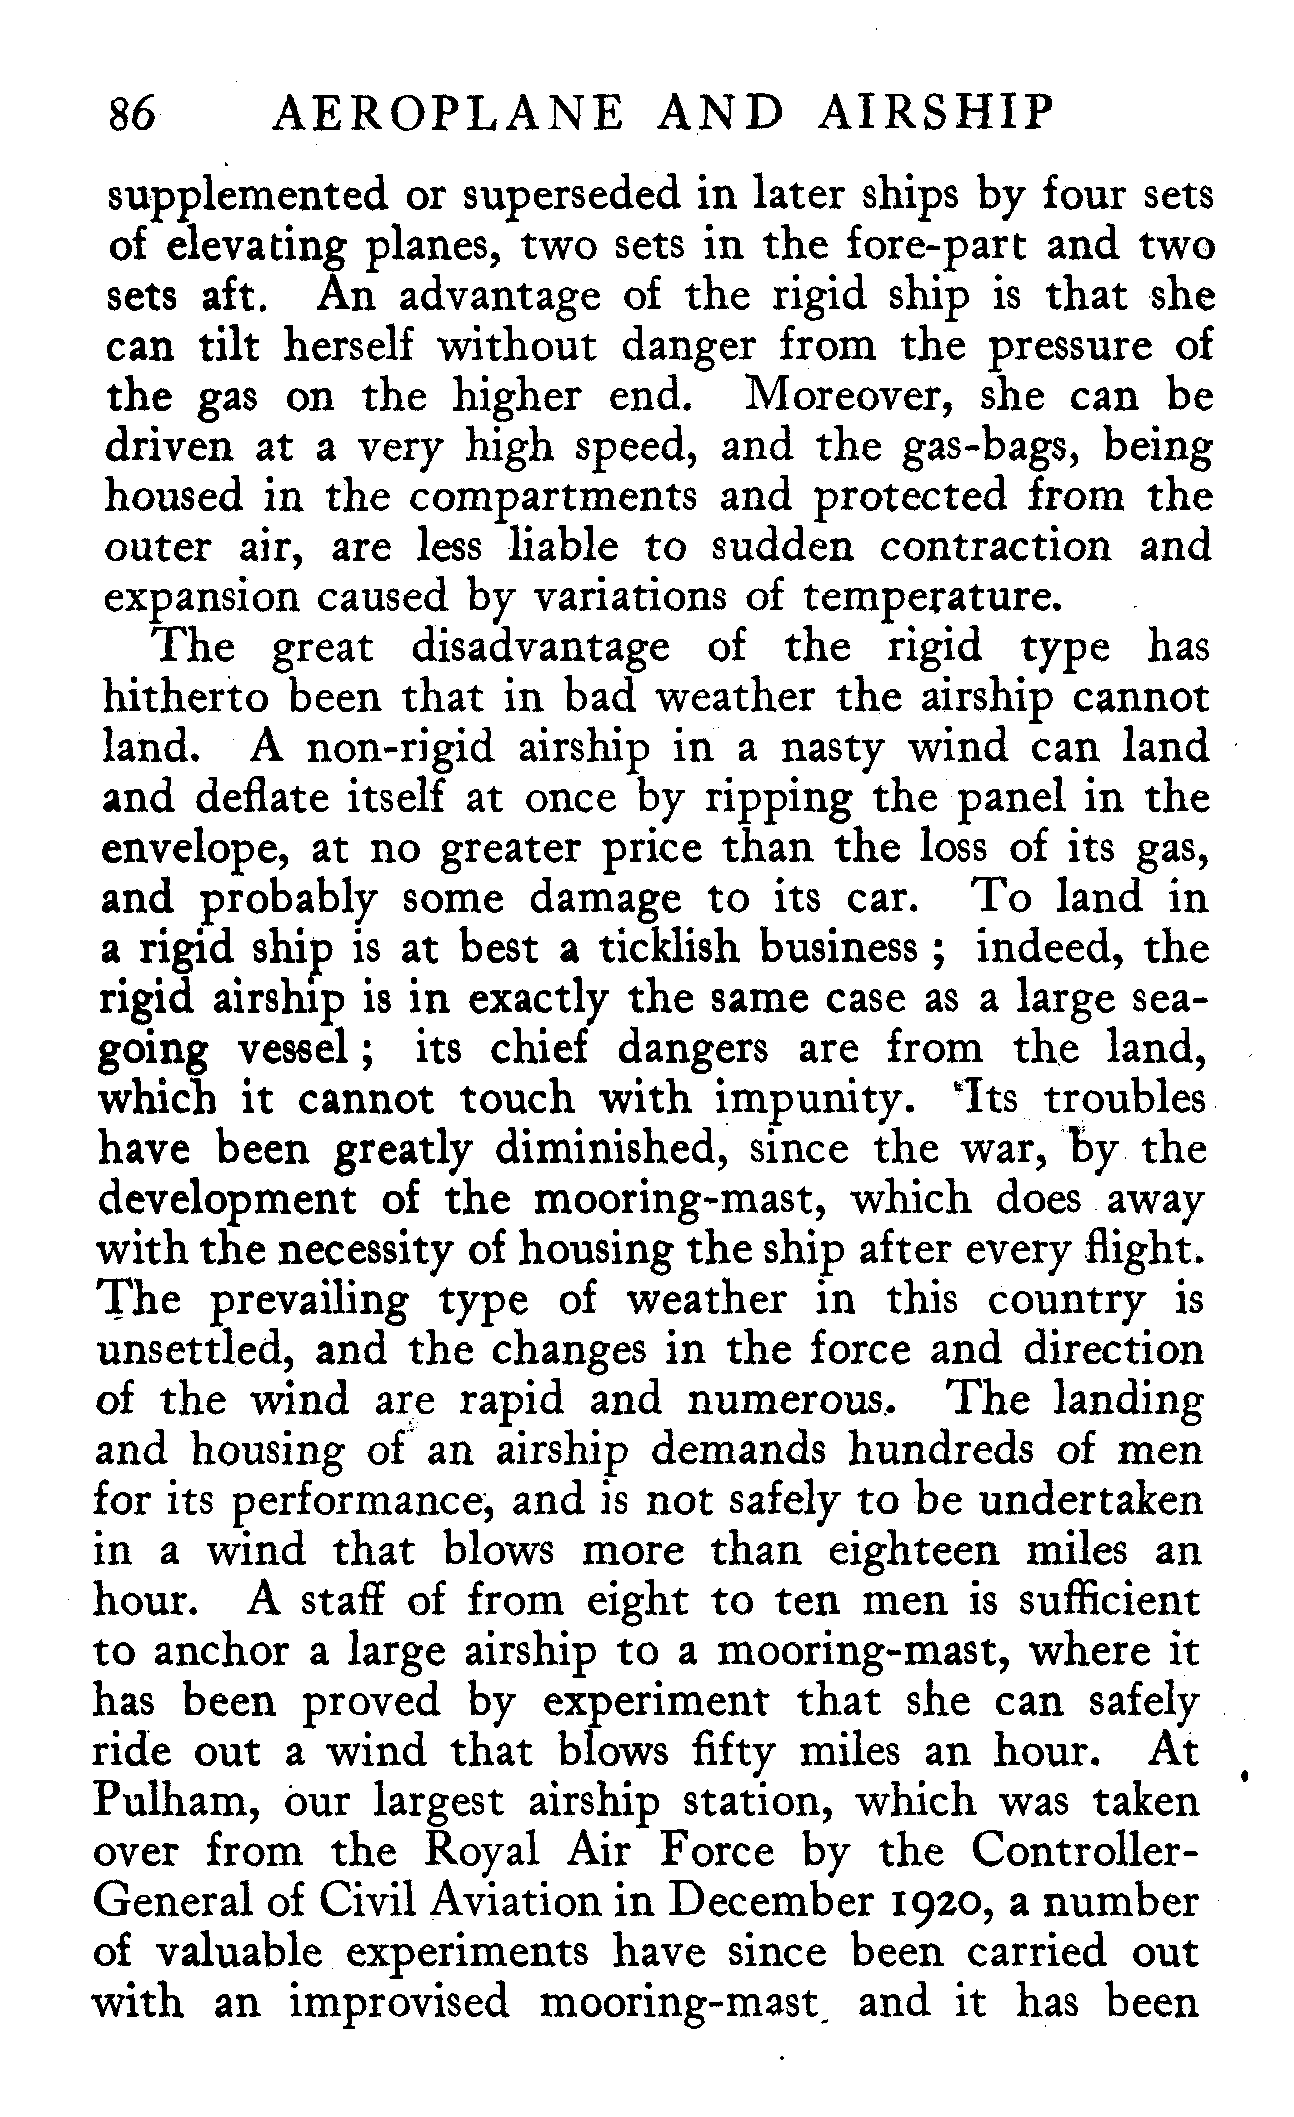 86 AEROPLANE AND AIRSHIP
supplemented or superseded in later ships by four sets
of elevating planes, two sets in the fore-part and two
sets aft. An advantage of the rigid ship is that she
can tilt herself without danger from the pressure of
the gas on the higher end. Moreover, she can be
driven at a very high speed, and the gas-bags, being
housed in the compartments and protected from the
outer air, are less liable to sudden contraction and
expansion caused by variations of temperature.
The great disadvantage of the rigid type has
hitherto been that in bad weather the airship cannot
land. A non-rigid airship in a nasty wind can land
and deflate itself at once by ripping the panel in the
envelope, at no greater price than the loss of its gas,
and probably some damage to its car. To land in
a rigid ship is at best a ticklish business ; indeed, the
rigid airship is in exactly the same case as a large sea-
going vessel ; its chief dangers are from the land,
which it cannot touch with impunity. Its troubles
have been greatly diminished, since the war, by the
development of the mooring-mast, which does away
with the necessity of housing the ship after every flight.
The prevailing type of weather in this country is
unsettled, and the changes in the force and direction
of the wind are rapid and numerous. The landing
and housing of an airship demands hundreds of men
for its performance, and is not safely to be undertaken
in a wind that blows more than eighteen miles an
hour. A staff of from eight to ten men is sufficient
to anchor a large airship to a mooring-mast, where it
has been proved by experiment that she can safely
ride out a wind that blows fifty miles an hour. At
Pulham, our largest airship station, which was taken
over from the Royal Air Force by the Controller-
General of Civil Aviation in December 1920, a number
of valuable experiments have since been carried out
with an improvised mooring-mast and it has been